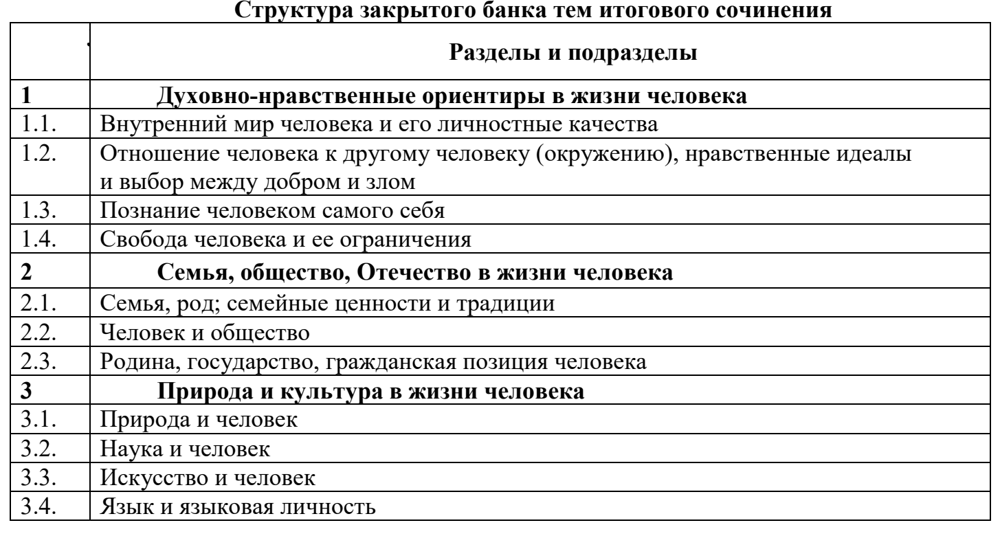 Структура закрытого банка тем итогового сочинения
Разделы и подразделы
1 Духовно-нравственные ориентиры в жизни человека
1.1. Внутренний мир человека и его личностные качества
1.2. Отношение человека к другому человеку (окружению), нравственные идеалы
и выбор между добром и злом
1.3. Познание человеком самого себя
1.4. Свобода человека и ее ограничения
2 Семья, общество, Отечество в жизни человека
2.1. Семья, род; семейные ценности и традиции
2.2. Человек и общество
2.3. Родина, государство, гражданская позиция человека
3 Природа и культура в жизни человека
3.1. Природа и человек
3.2. Наука и человек
3.3. Искусство и человек
3.4. Язык и языковая личность